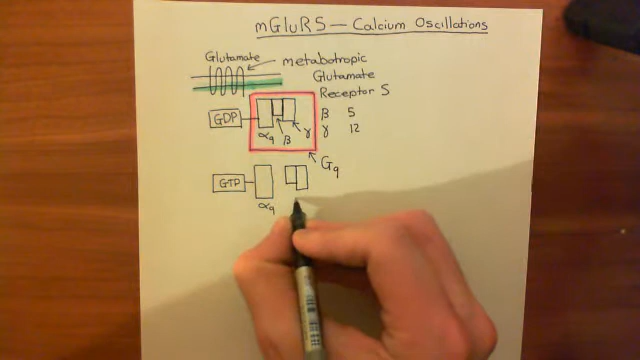 mGluR5 — Calcium Oscillations
Glutamate
metabotropic
Glutamate
Receptor 5
GDP
αq
β
γ
β 5
γ 12
Gq
GTP
αq